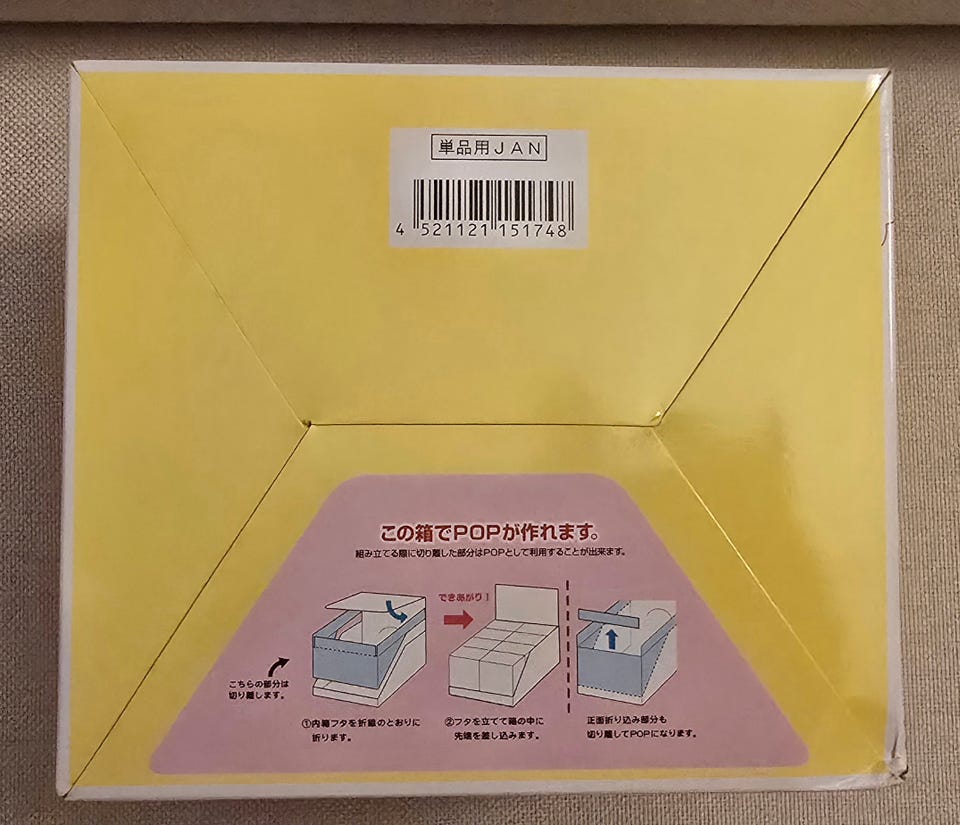 単品用JAN
4 521121 151748
この箱でPOPが作れます。
組み立てる際に切り離した部分はPOPとして利用することが出来ます。
できあがり!
こちらの部分は
切り離します。
①内箱フタを折線のとおりに
折ります。
②フタを立てて箱の中に
先端を差し込みます。
正面折り込み部分も
切り離してPOPになります。